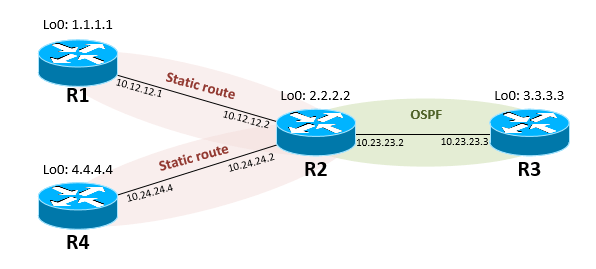 Lo0: 1.1.1.1
R1
10.12.12.1
Static route
10.12.12.2
Lo0: 2.2.2.2
R2
OSPF
10.23.23.2
10.23.23.3
Lo0: 3.3.3.3
R3
Lo0: 4.4.4.4
R4
10.24.24.4
Static route
10.24.24.2